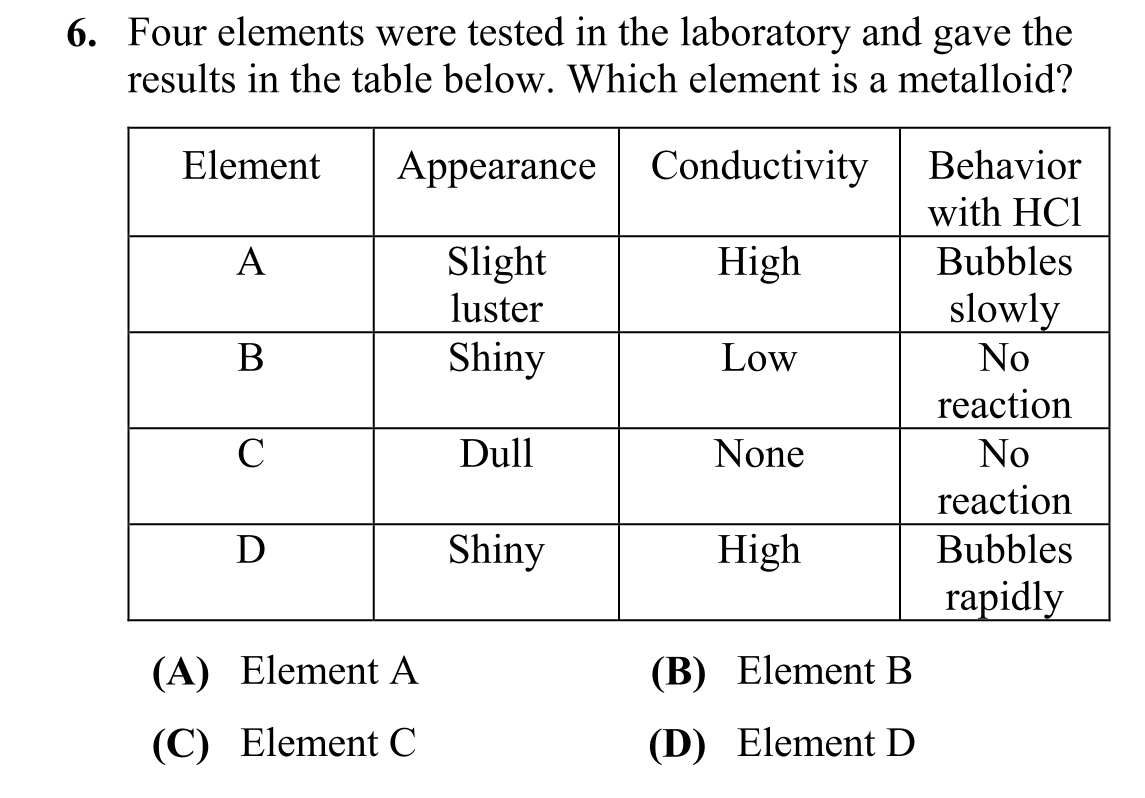 6. Four elements were tested in the laboratory and gave the
results in the table below. Which element is a metalloid?
Element Appearance Conductivity Behavior
with HCl
A Slight High Bubbles
luster slowly
B Shiny Low No
reaction
C Dull None No
reaction
D Shiny High Bubbles
rapidly
(A) Element A (B) Element B
(C) Element C (D) Element D